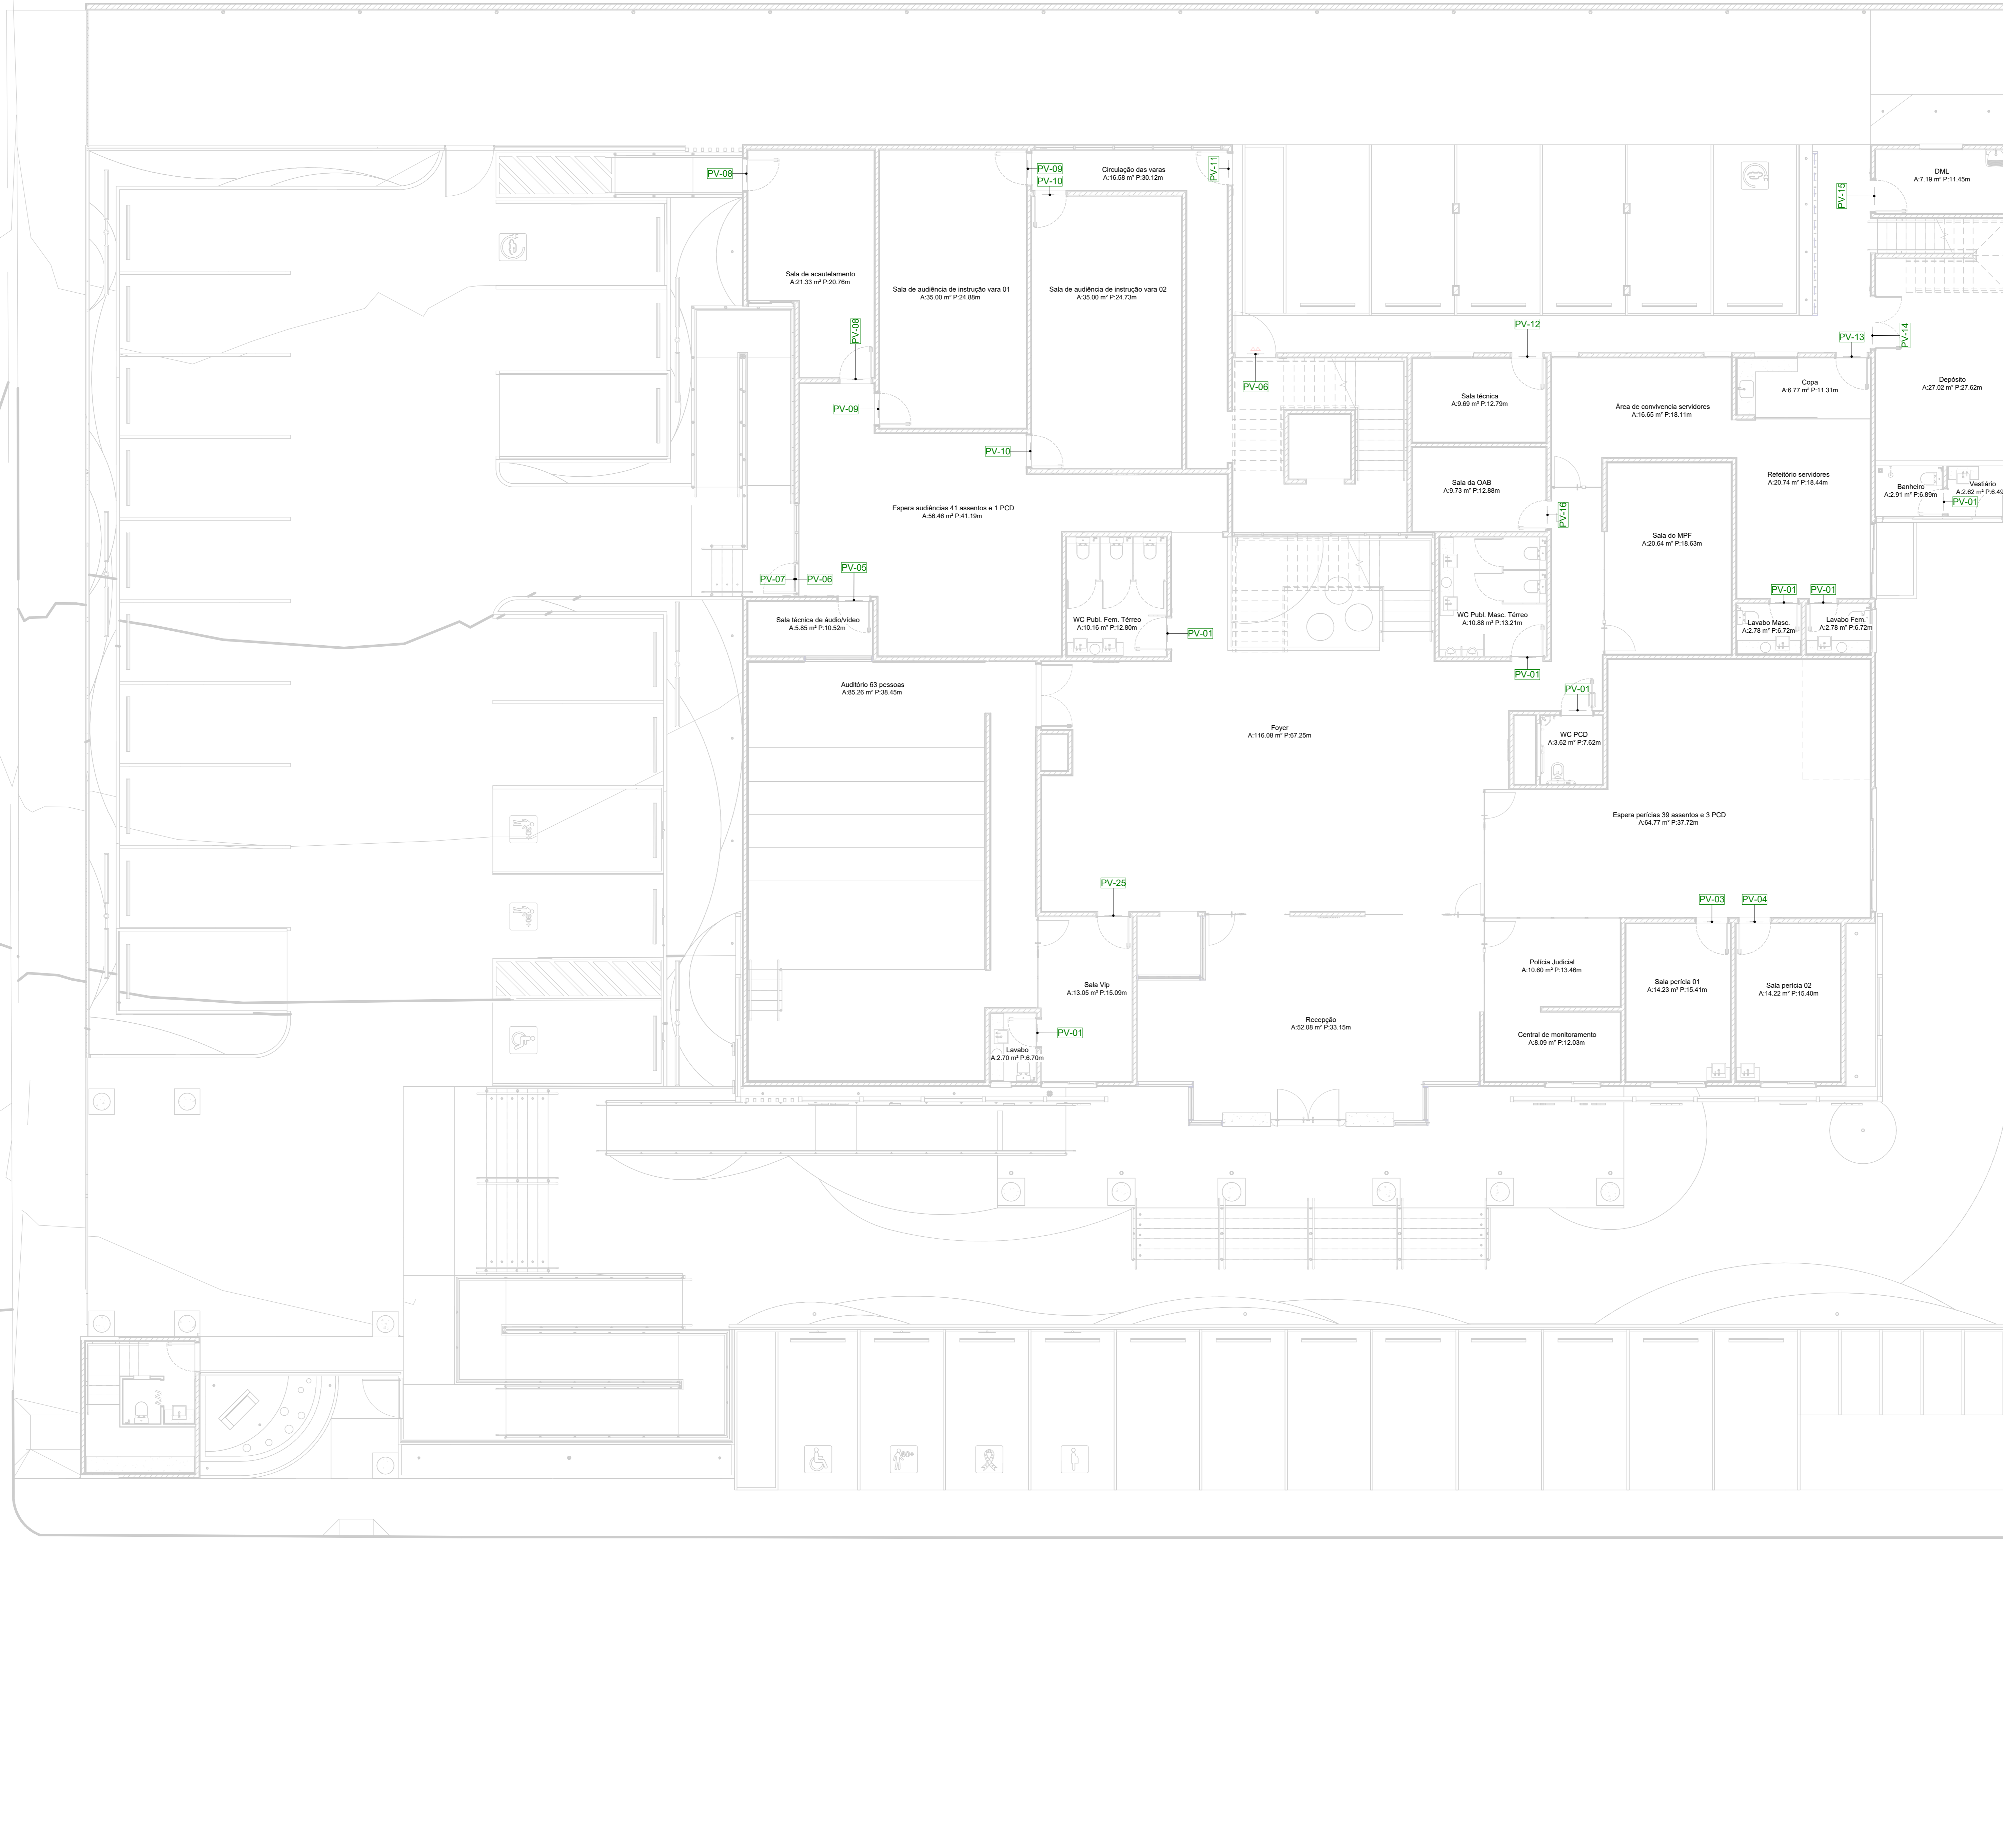 PV-08
PV-09
PV-10
Circulação das varas
A:16.58 m² P:30.12m
PV-11
DML
A:7.19 m² P:11.45m
PV-15
Sala de acautelamento
A:21.33 m² P:20.76m
Sala de audiência de instrução vara 01
A:35.00 m² P:24.88m
Sala de audiência de instrução vara 02
A:35.00 m² P:24.73m
PV-08
PV-12
PV-13
PV-14
PV-06
Copa
A:6.77 m² P:11.31m
Depósito
A:27.02 m² P:27.62m
Sala técnica
A:9.69 m² P:12.79m
Área de convivencia servidores
A:16.65 m² P:18.11m
PV-09
PV-10
Sala da OAB
A:9.73 m² P:12.88m
Refeitório servidores
A:20.74 m² P:18.44m
Banheiro
A:2.91 m² P:6.89m
Vestiário
A:2.62 m² P:6.49
PV-01
Espera audiências 41 assentos e 1 PCD
A:56.46 m² P:41.19m
PV-16
Sala do MPF
A:20.64 m² P:18.63m
PV-05
PV-07
PV-06
PV-01
PV-01
Sala técnica de áudio/vídeo
A:5.85 m² P:10.52m
WC Publ. Fem. Térreo
A:10.16 m² P:12.80m
PV-01
WC Publ. Masc. Térreo
A:10.88 m² P:13.21m
Lavabo Masc.
A:2.78 m² P:6.72m
Lavabo Fem.
A:2.78 m² P:6.72m
PV-01
Auditório 63 pessoas
A:85.26 m² P:38.45m
PV-01
Foyer
A:116.08 m² P:67.25m
WC PCD
A:3.62 m² P:7.62m
Espera perícias 39 assentos e 3 PCD
A:64.77 m² P:37.72m
PV-25
PV-03
PV-04
Polícia Judicial
A:10.60 m² P:13.46m
Sala Vip
A:13.05 m² P:15.09m
Sala perícia 01
A:14.23 m² P:15.41m
Sala perícia 02
A:14.22 m² P:15.40m
Recepção
A:52.08 m² P:33.15m
PV-01
Central de monitoramento
A:8.09 m² P:12.03m
Lavabo
A:2.70 m² P:6.70m